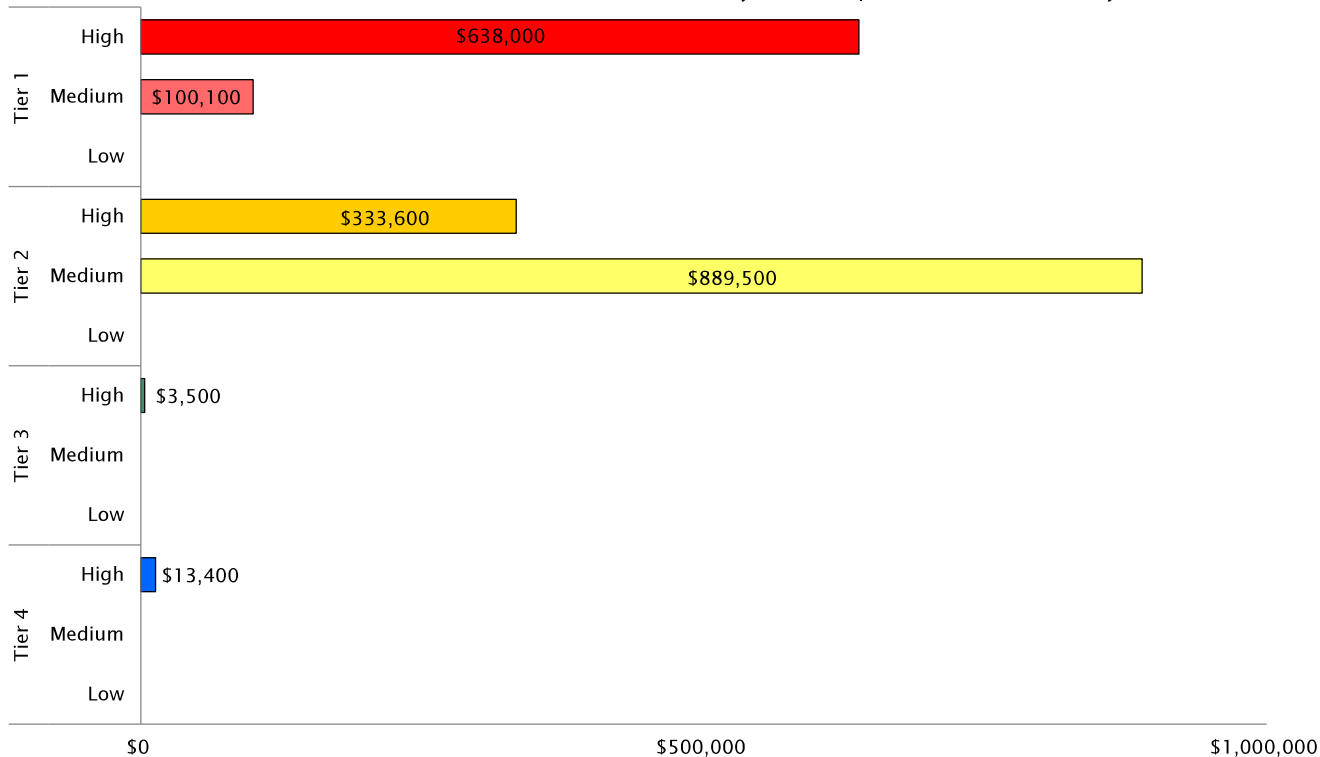 Tier 1
High
$638,000
Medium
$100,100
Low
Tier 2
High
$333,600
Medium
$889,500
Low
Tier 3
High
$3,500
Medium
Low
Tier 4
High
$13,400
Medium
Low
$0 $500,000 $1,000,000